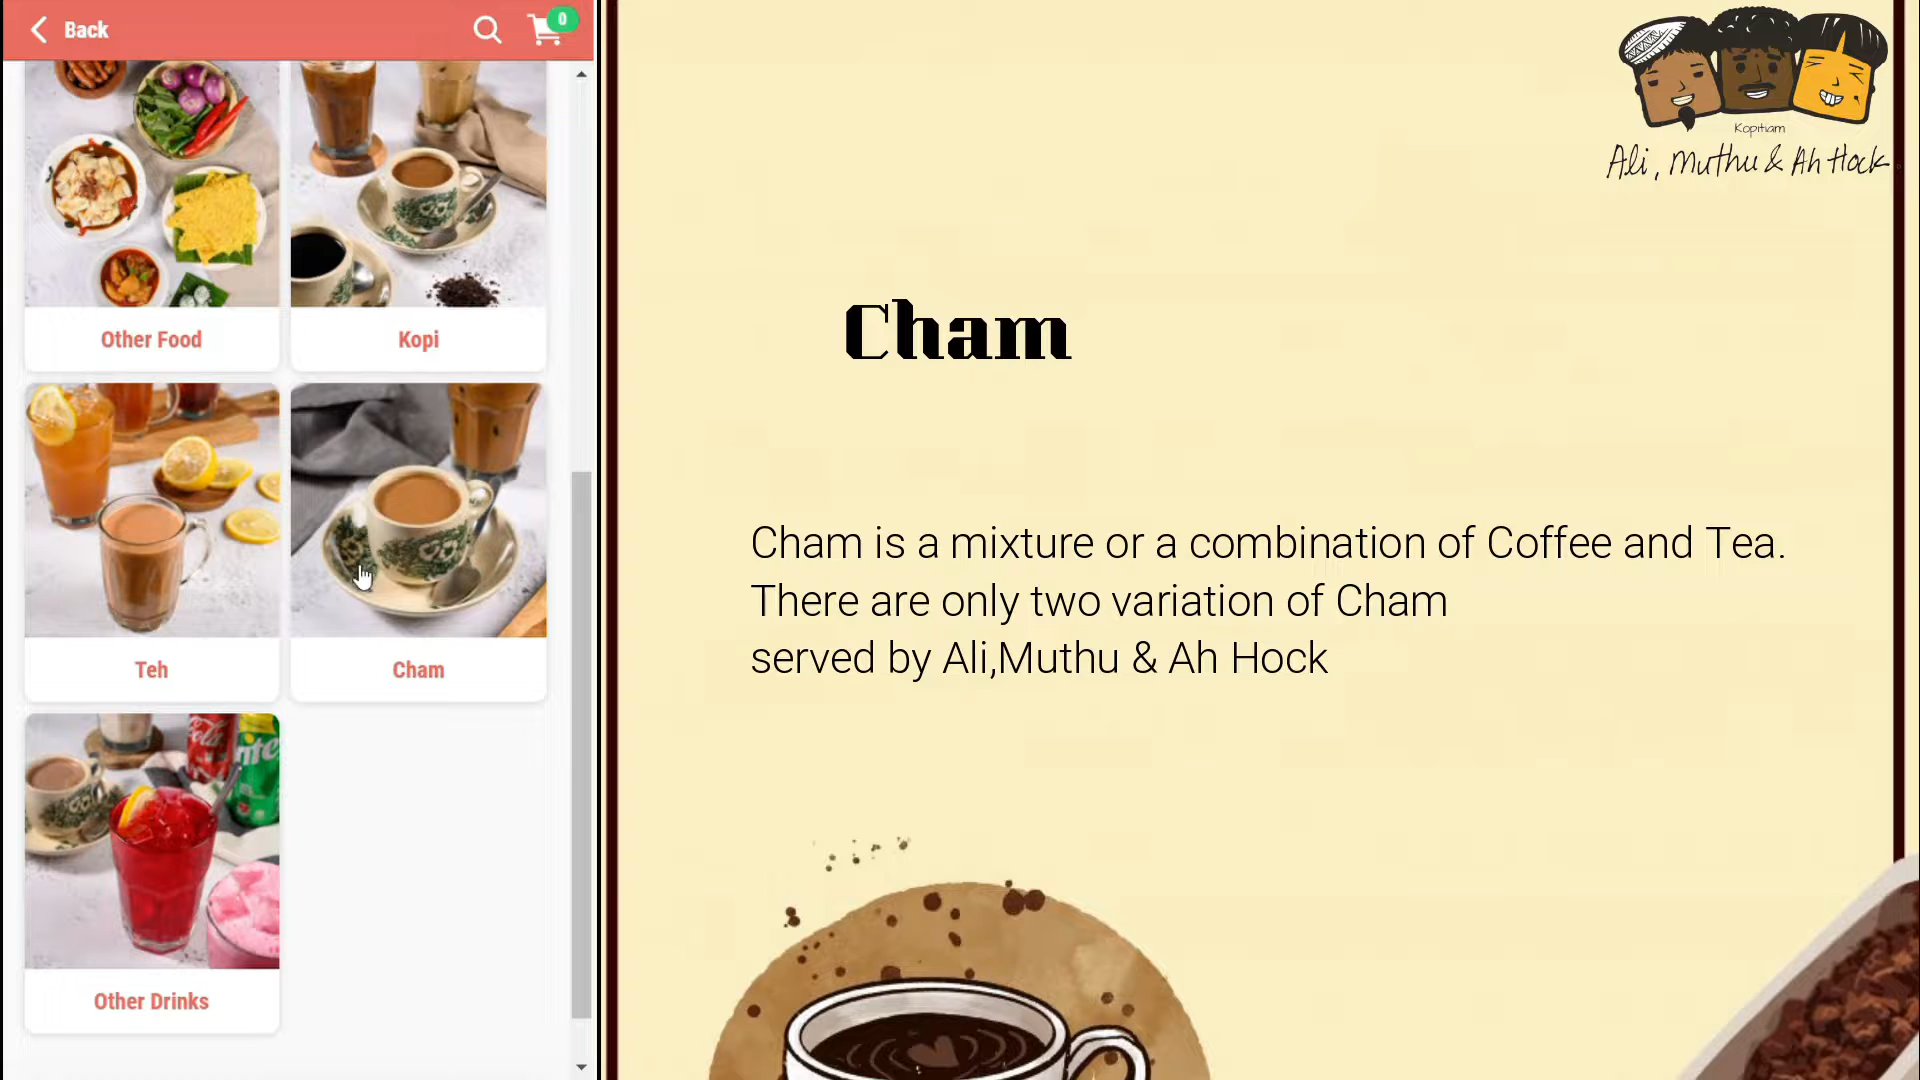 Back
0
Other Food
Kopi
Teh
Cham
Other Drinks
Kopitiam
Ali, Muthu & Ah Hock
Cham
Cham is a mixture or a combination of Coffee and Tea.
There are only two variation of Cham
served by Ali,Muthu & Ah Hock